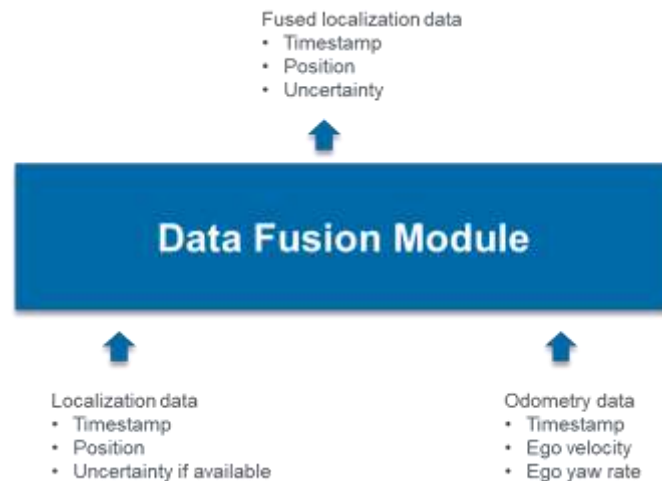 Fused localization data
• Timestamp
• Position
• Uncertainty
Data Fusion Module
Localization data
• Timestamp
• Position
• Uncertainty if available
Odometry data
• Timestamp
• Ego velocity
• Ego yaw rate